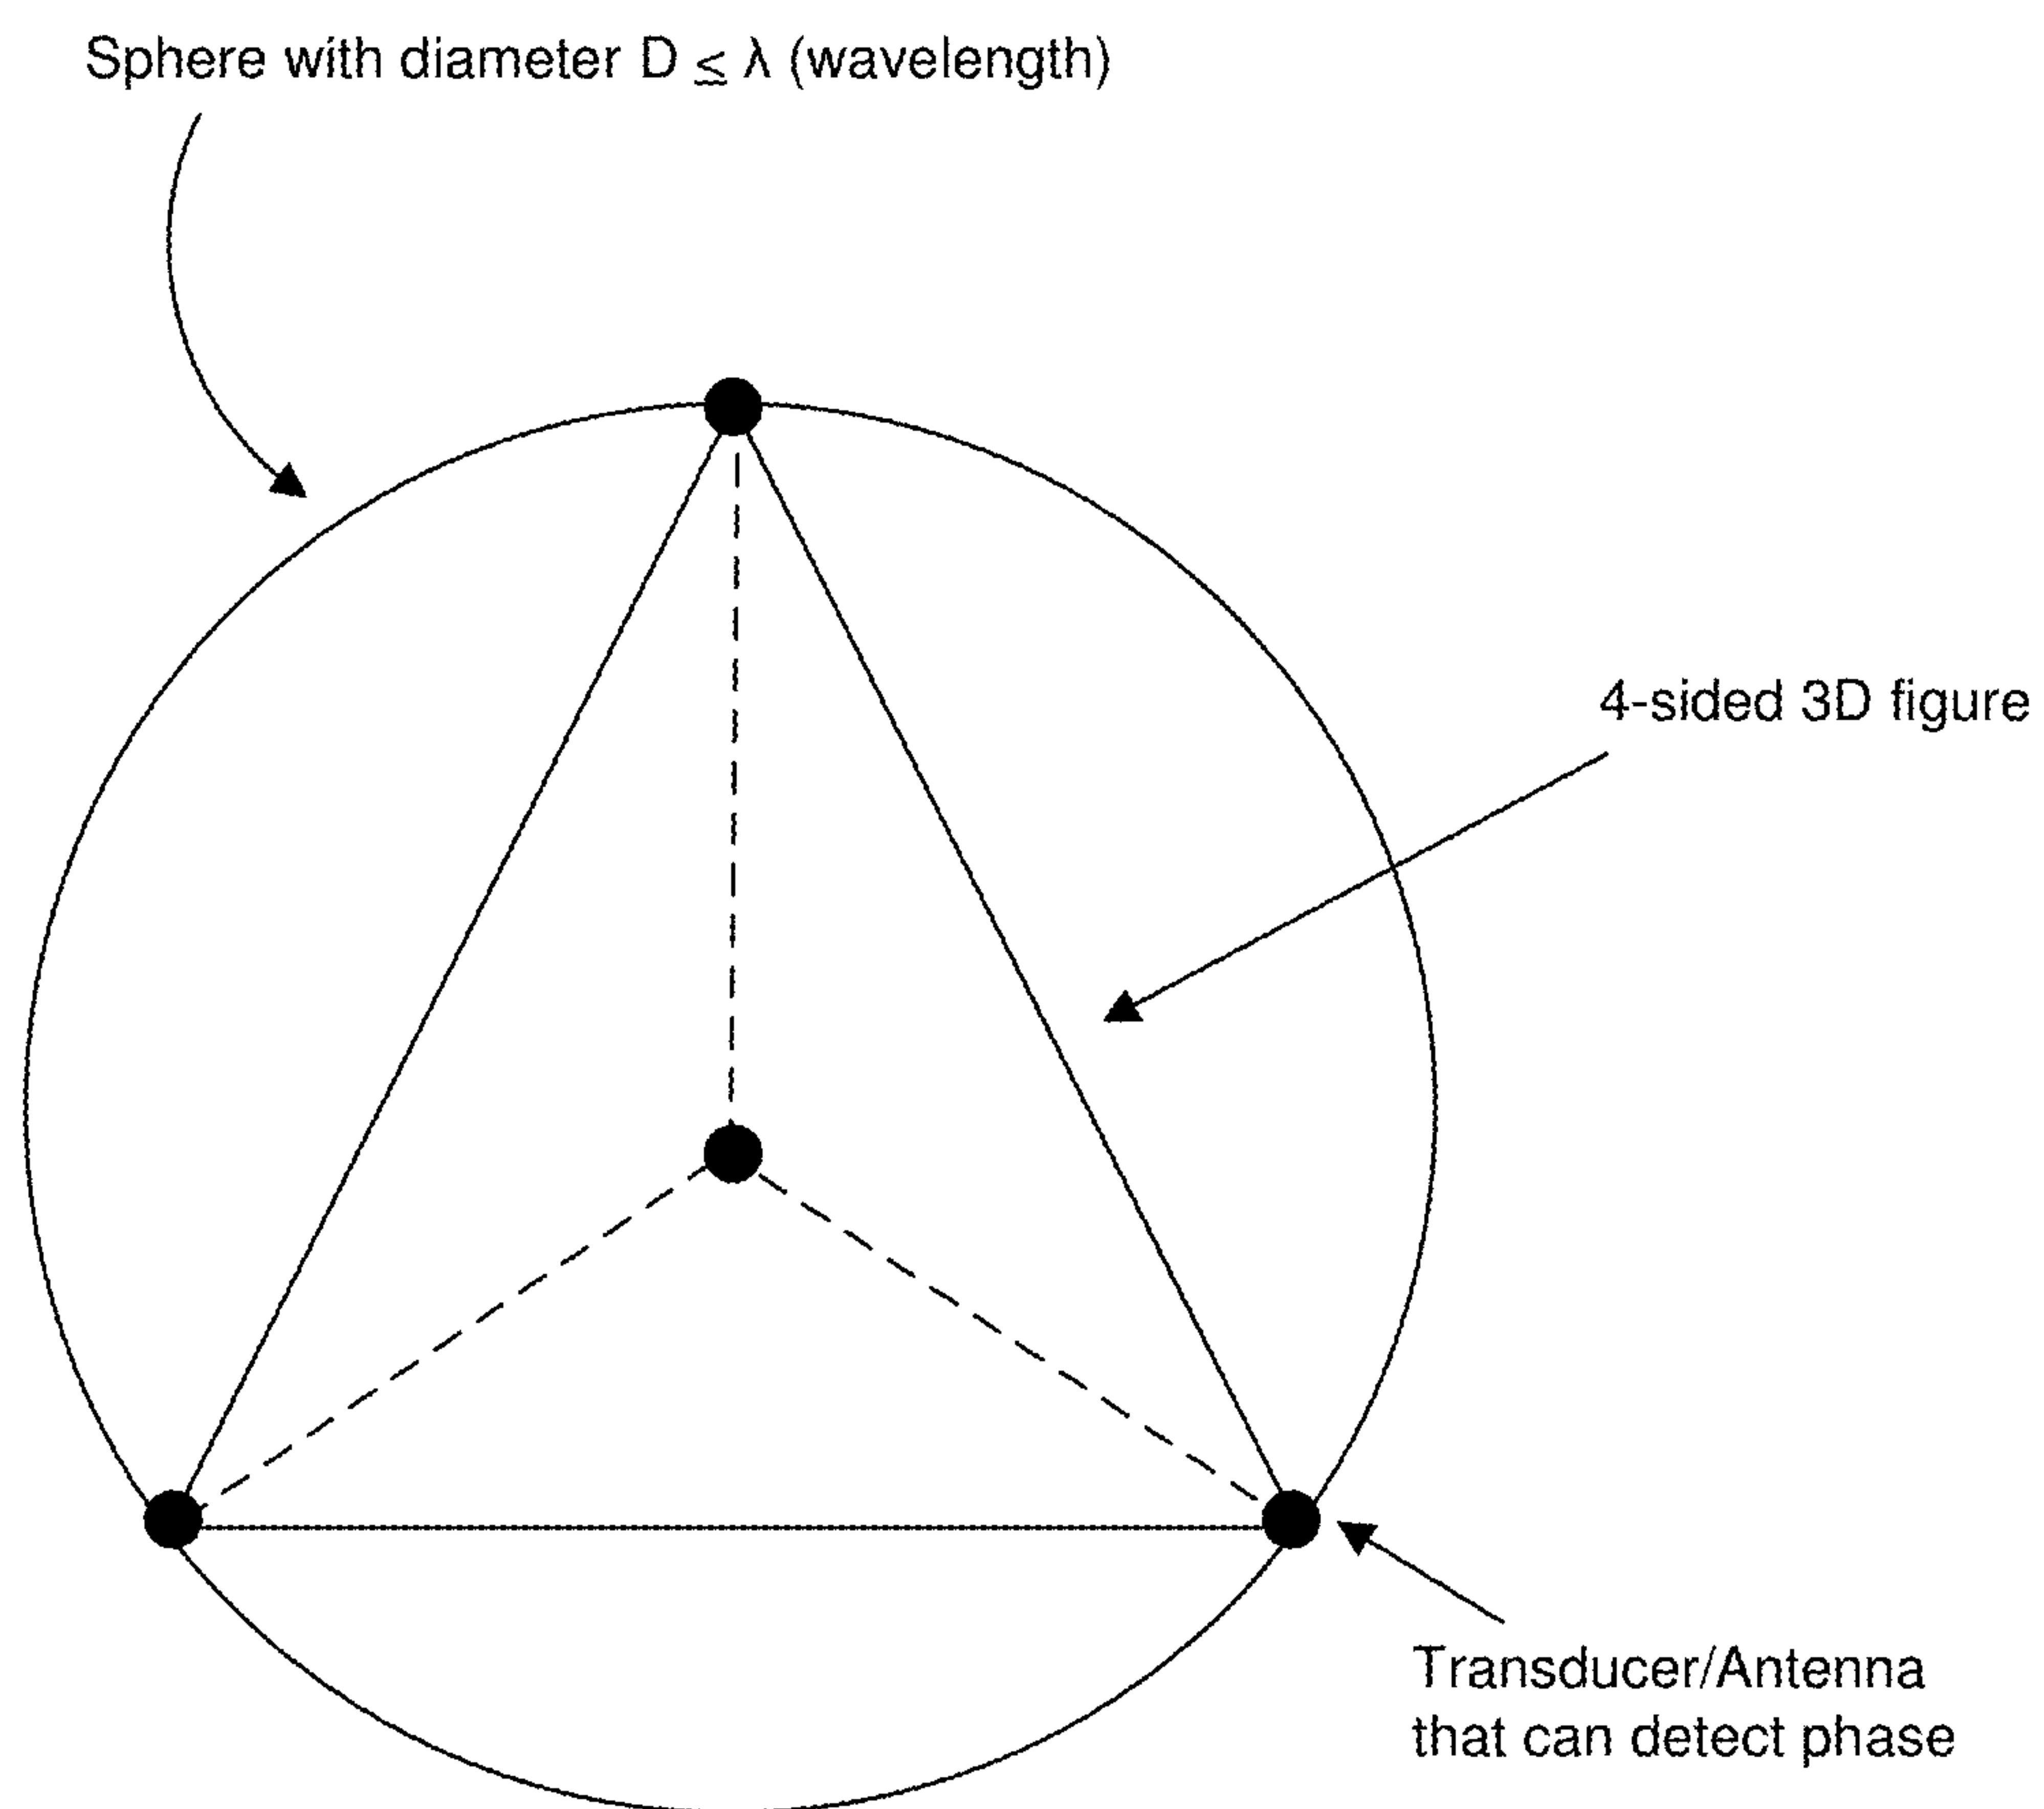 Sphere with diameter D ≦ λ (wavelength)
4-sided 3D figure
Transducer/Antenna
that can detect phase